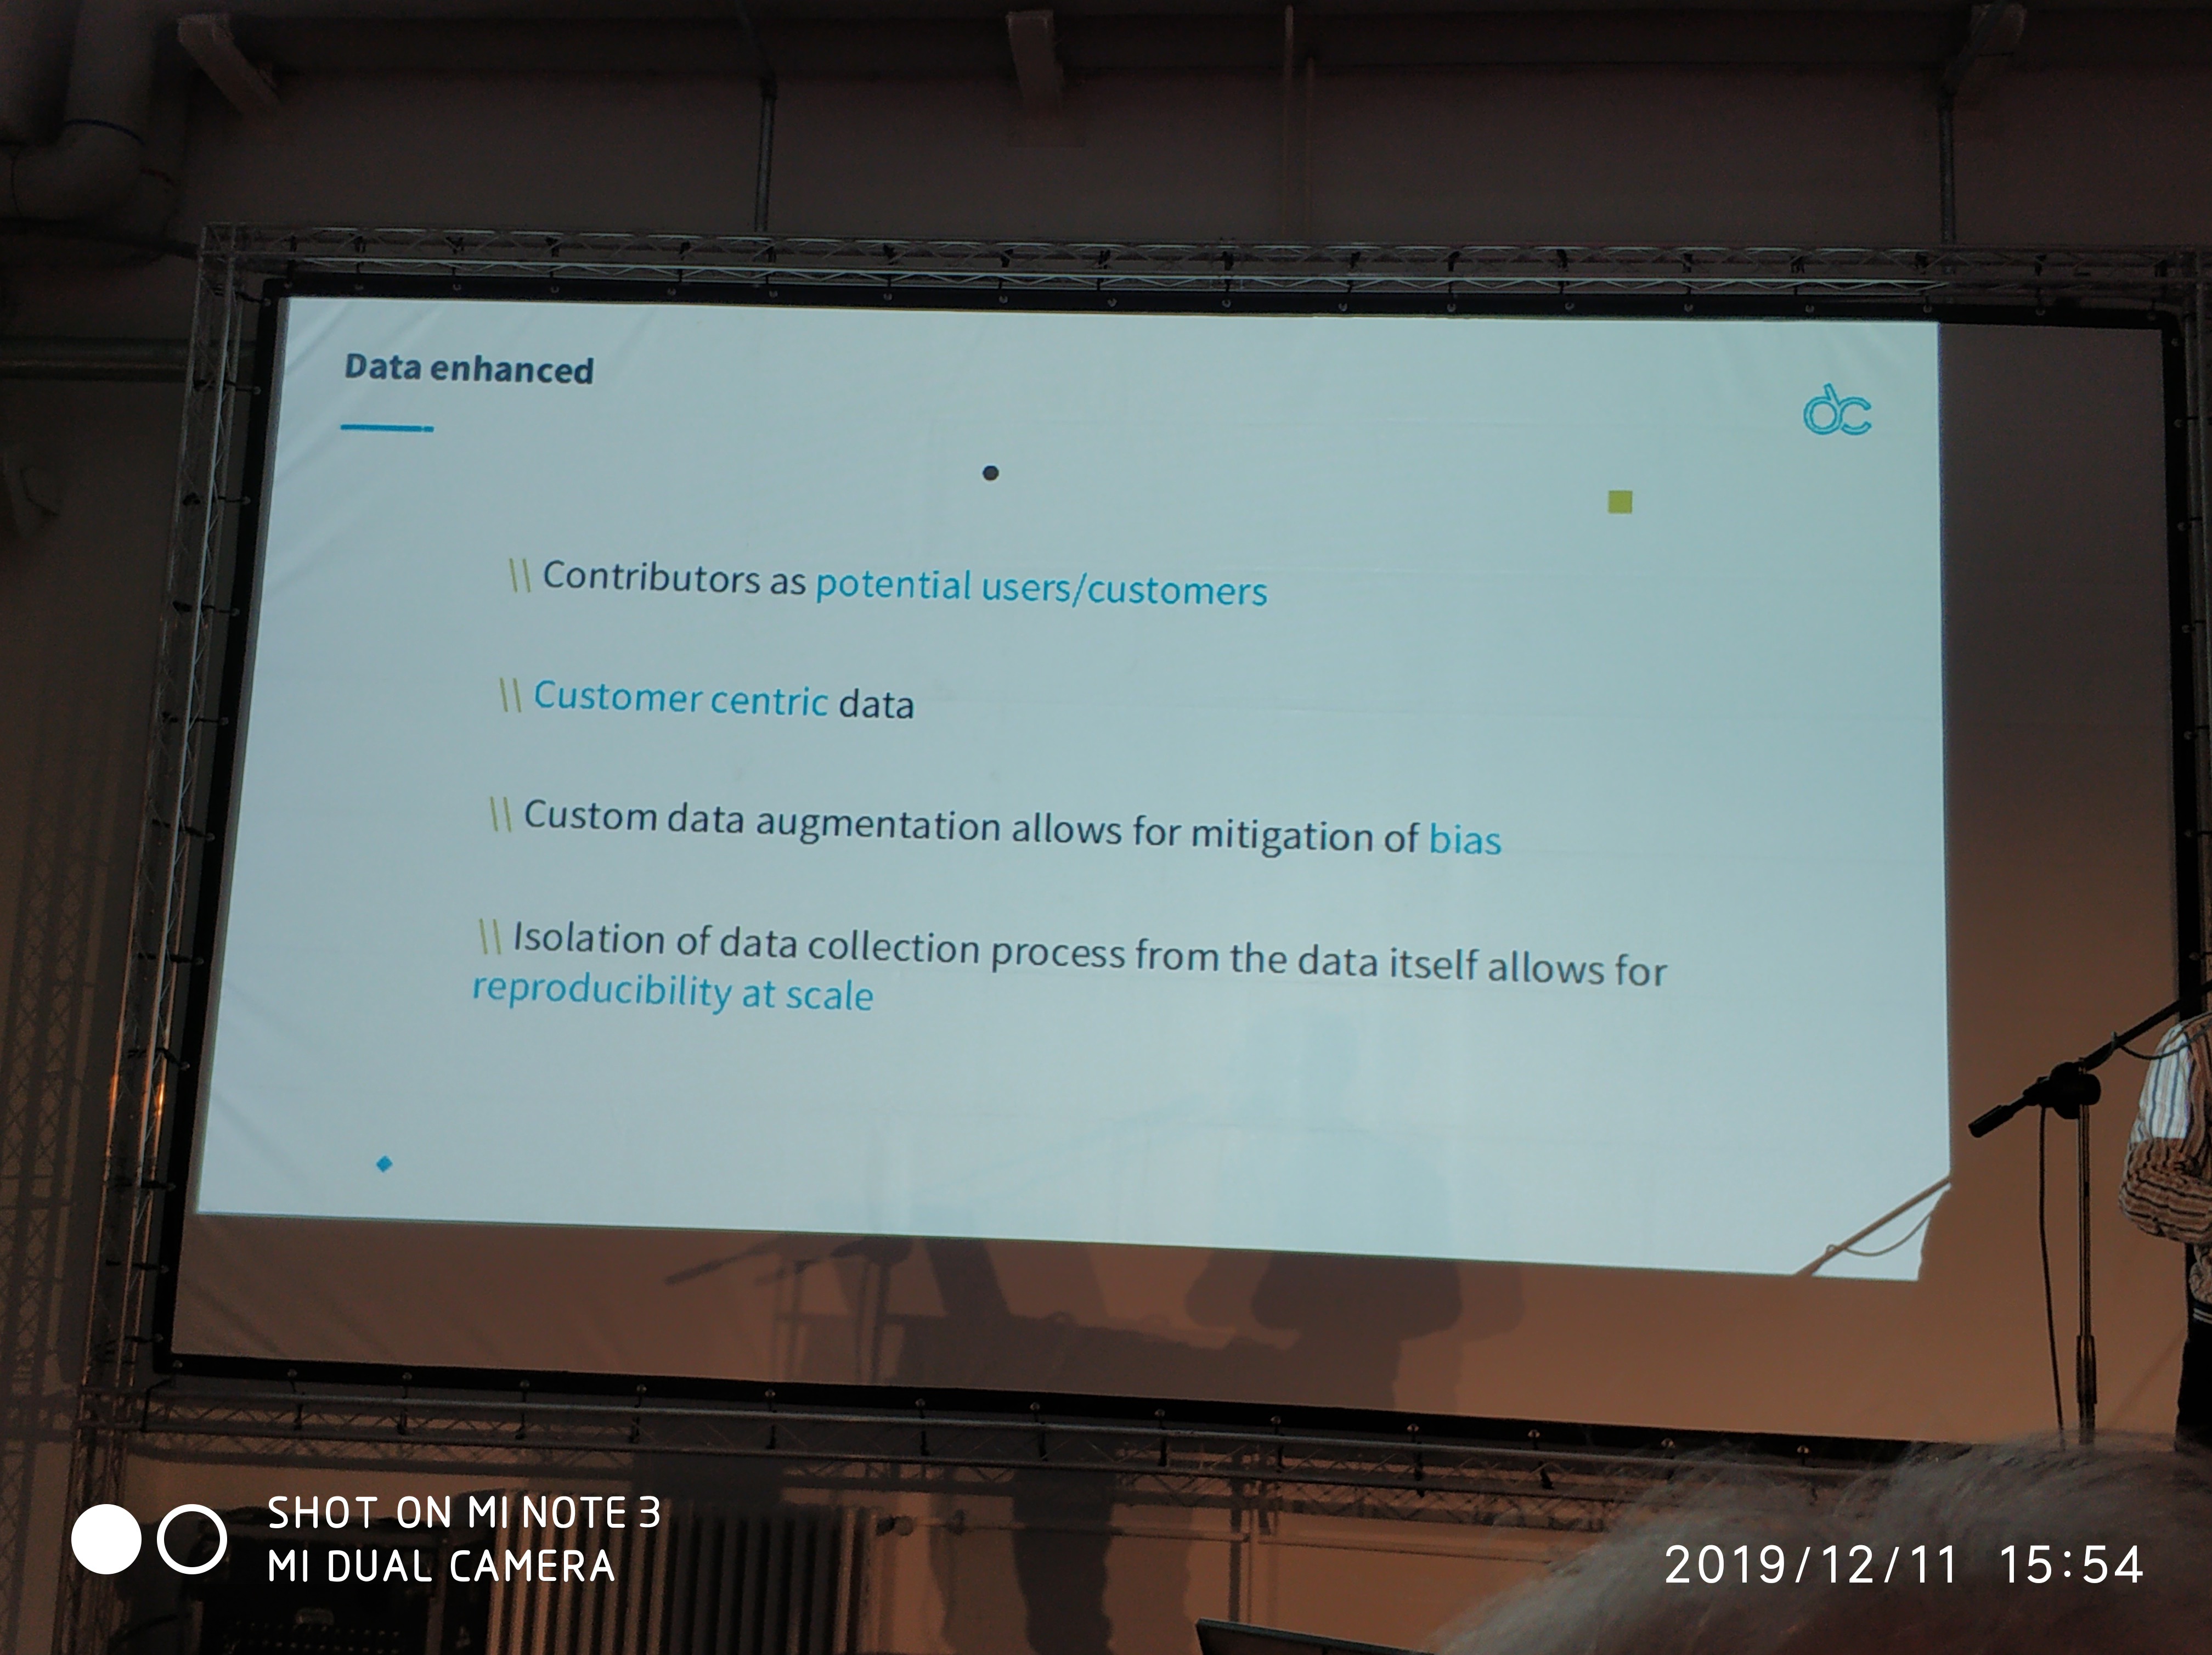 Data enhanced
dc
\\ Contributors as potential users/customers
\\ Customer centric data
\\ Custom data augmentation allows for mitigation of bias
\\ Isolation of data collection process from the data itself allows for
reproducibility at scale
SHOT ON MI NOTE 3
MI DUAL CAMERA
2019/12/11 15:54